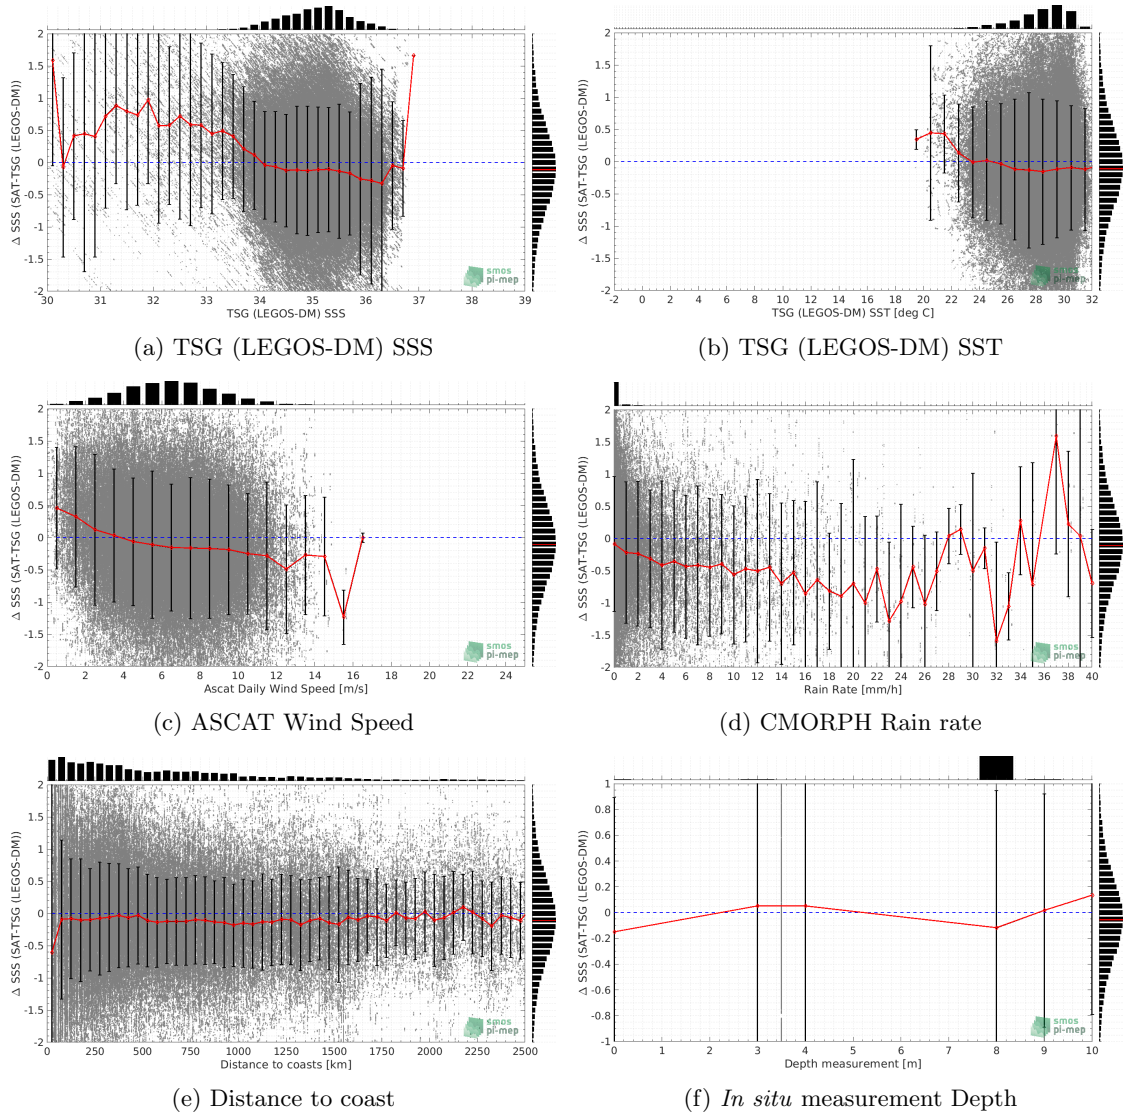 2
1.5
1
0.5
0
-0.5
-1
-1.5
-2
Δ SSS (SAT-TSG (LEGOS-DM))
30 31 32 33 34 35 36 37 38 39
TSG (LEGOS-DM) SSS
smos
pi-mep
(a) TSG (LEGOS-DM) SSS
2
1.5
1
0.5
0
-0.5
-1
-1.5
-2
Δ SSS (SAT-TSG (LEGOS-DM))
-2 0 2 4 6 8 10 12 14 16 18 20 22 24 26 28 30 32
TSG (LEGOS-DM) SST [deg C]
smos
pi-mep
(b) TSG (LEGOS-DM) SST
2
1.5
1
0.5
0
-0.5
-1
-1.5
-2
Δ SSS (SAT-TSG (LEGOS-DM))
0 2 4 6 8 10 12 14 16 18 20 22 24
Ascat Daily Wind Speed [m/s]
smos
pi-mep
(c) ASCAT Wind Speed
2
1.5
1
0.5
0
-0.5
-1
-1.5
-2
Δ SSS (SAT-TSG (LEGOS-DM))
0 2 4 6 8 10 12 14 16 18 20 22 24 26 28 30 32 34 36 38 40
Rain Rate [mm/h]
smos
pi-mep
(d) CMORPH Rain rate
2
1.5
1
0.5
0
-0.5
-1
-1.5
-2
Δ SSS (SAT-TSG (LEGOS-DM))
0 250 500 750 1000 1250 1500 1750 2000 2250 2500
Distance to coasts [km]
smos
pi-mep
(e) Distance to coast
1
0.8
0.6
0.4
0.2
0
-0.2
-0.4
-0.6
-0.8
-1
Δ SSS (SAT-TSG (LEGOS-DM))
0 1 2 3 4 5 6 7 8 9 10
Depth measurement [m]
smos
pi-mep
(f) In situ measurement Depth